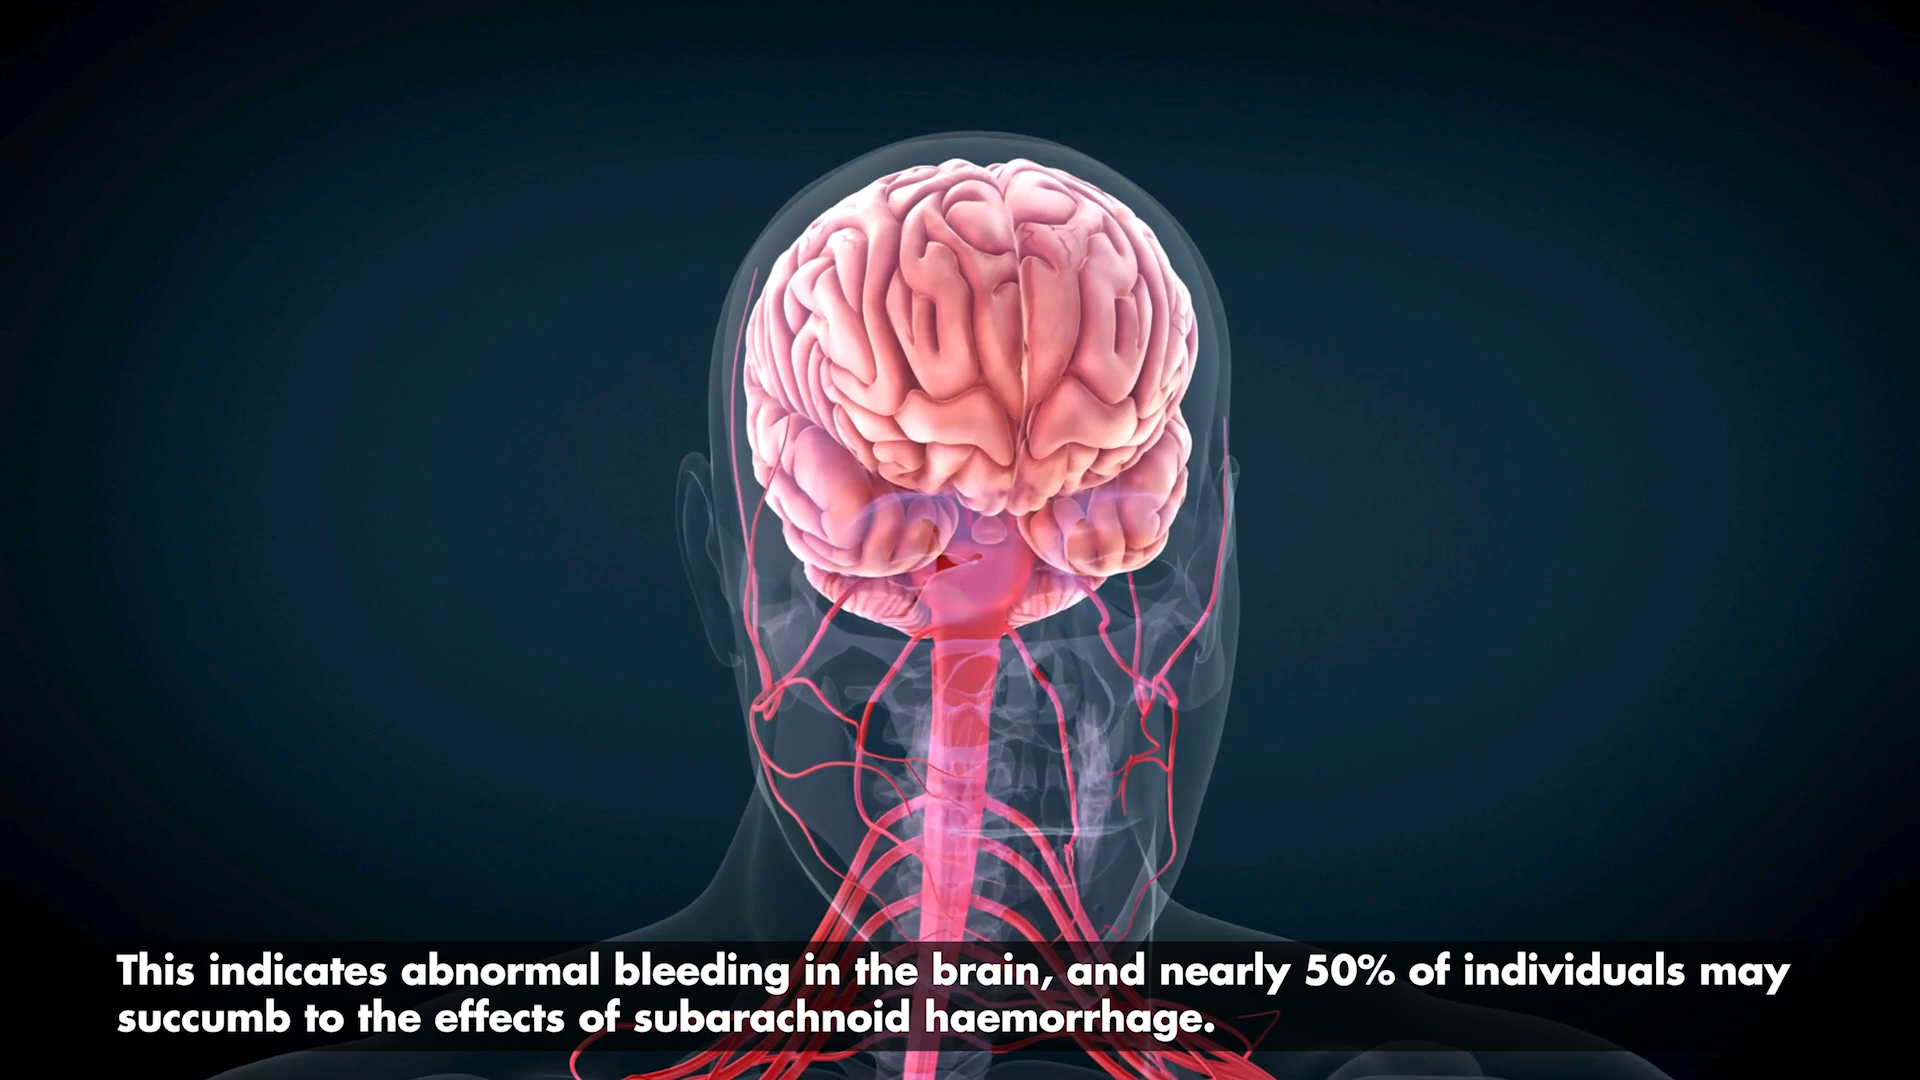 This indicates abnormal bleeding in the brain, and nearly 50% of individuals may
succumb to the effects of subarachnoid haemorrhage.